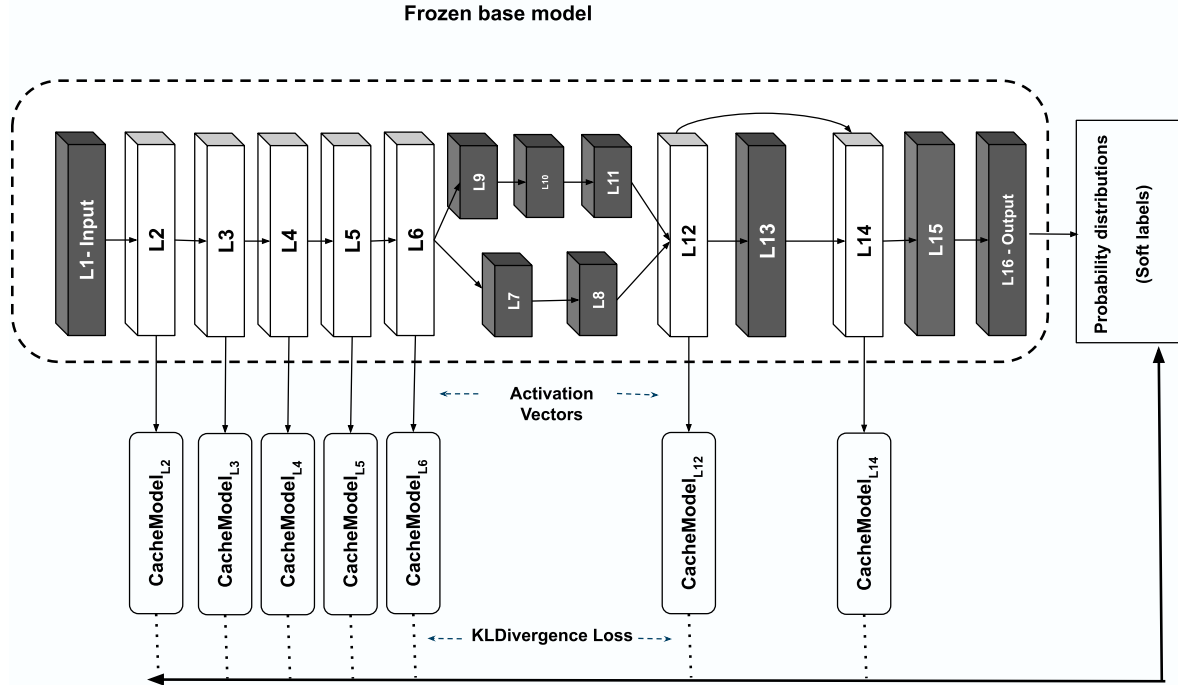 Frozen base model
L1- Input
L2
L3
L4
L5
L6
L9
L10
L11
L7
L8
L12
L13
L14
L15
L16 - Output
Probability distributions
(Soft labels)
Activation
Vectors
CacheModelL2
CacheModelL3
CacheModelL4
CacheModelL5
CacheModelL6
CacheModelL12
CacheModelL14
KLDivergence Loss